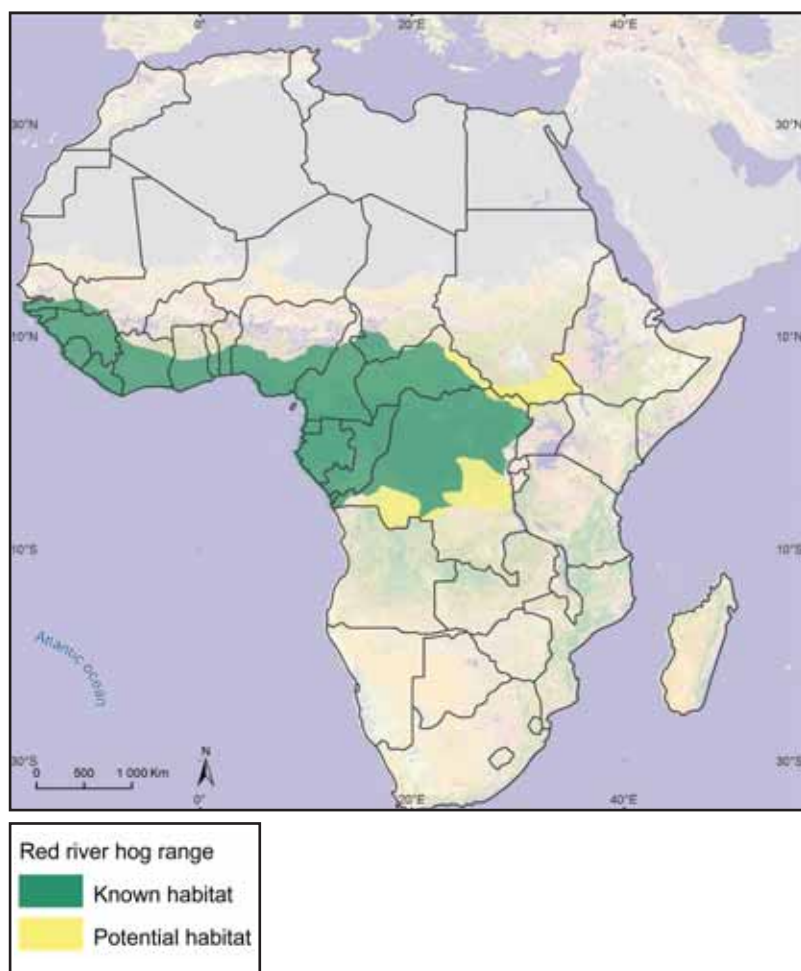 0°
20°E
40°E
30°N
30°N
10°N
10°N
10°S
10°S
Atlantic ocean
30°S
30°S
N
0
500
1 000 Km
0°
20°E
40°E
Red river hog range
Known habitat
Potential habitat